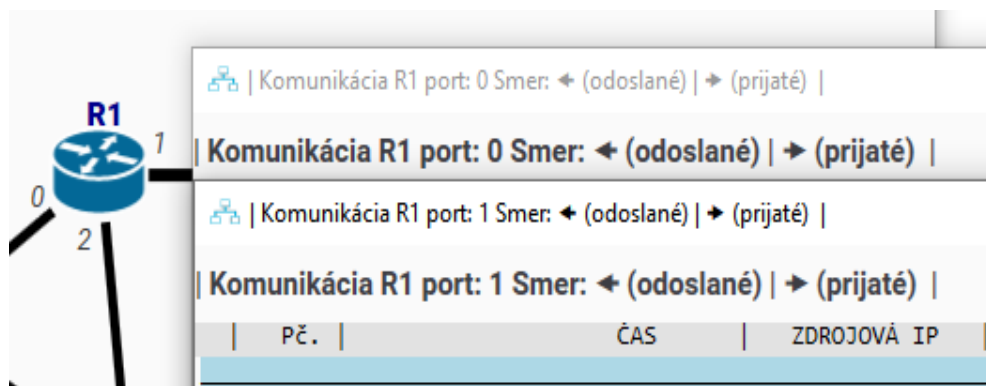 | Komunikácia R1 port: 0 Smer: 🡸 (odoslané) | 🡺 (prijaté) |
R1
1
| Komunikácia R1 port: 0 Smer: 🡸 (odoslané) | 🡺 (prijaté) |
0
| Komunikácia R1 port: 1 Smer: 🡸 (odoslané) | 🡺 (prijaté) |
2
| Komunikácia R1 port: 1 Smer: 🡸 (odoslané) | 🡺 (prijaté) |
| Pč. | ČAS | ZDROJOVÁ IP |